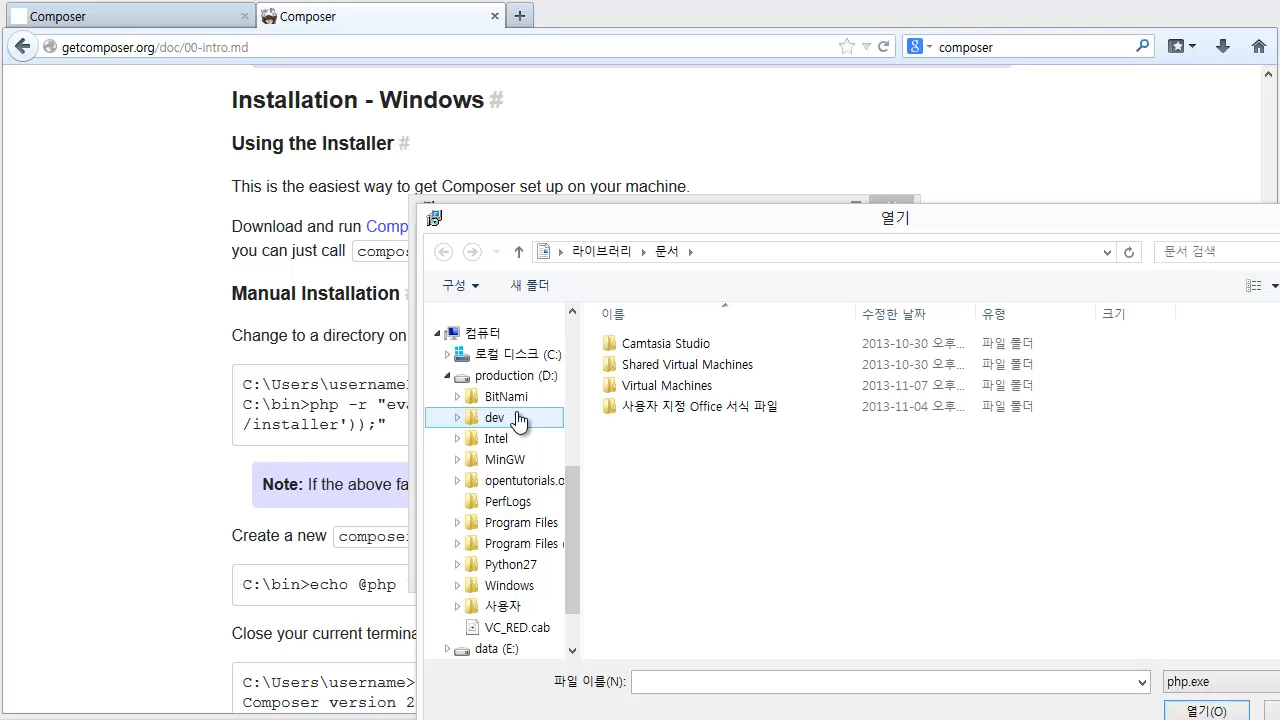 Composer
Composer
getcomposer.org/doc/00-intro.md
composer
Installation - Windows #
Using the Installer #
This is the easiest way to get Composer set up on your machine.
Download and run Comp
you can just call compos
Manual Installation #
Change to a directory on
C:\Users\username>
C:\bin>php -r "eva
/installer'));"
Note: If the above fa
Create a new compose
C:\bin>echo @php
Close your current termina
C:\Users\username>
Composer version 2
열기
라이브러리
문서
문서 검색
구성
새 폴더
컴퓨터
로컬 디스크 (C:)
production (D:)
BitNami
dev
Intel
MinGW
opentutorials.o
PerfLogs
Program Files
Program Files (
Python27
Windows
사용자
VC_RED.cab
data (E:)
이름 수정한 날짜 유형 크기
Camtasia Studio 2013-10-30 오후... 파일 폴더
Shared Virtual Machines 2013-10-30 오후... 파일 폴더
Virtual Machines 2013-11-07 오후... 파일 폴더
사용자 지정 Office 서식 파일 2013-11-04 오후... 파일 폴더
파일 이름(N):
php.exe
열기(O)